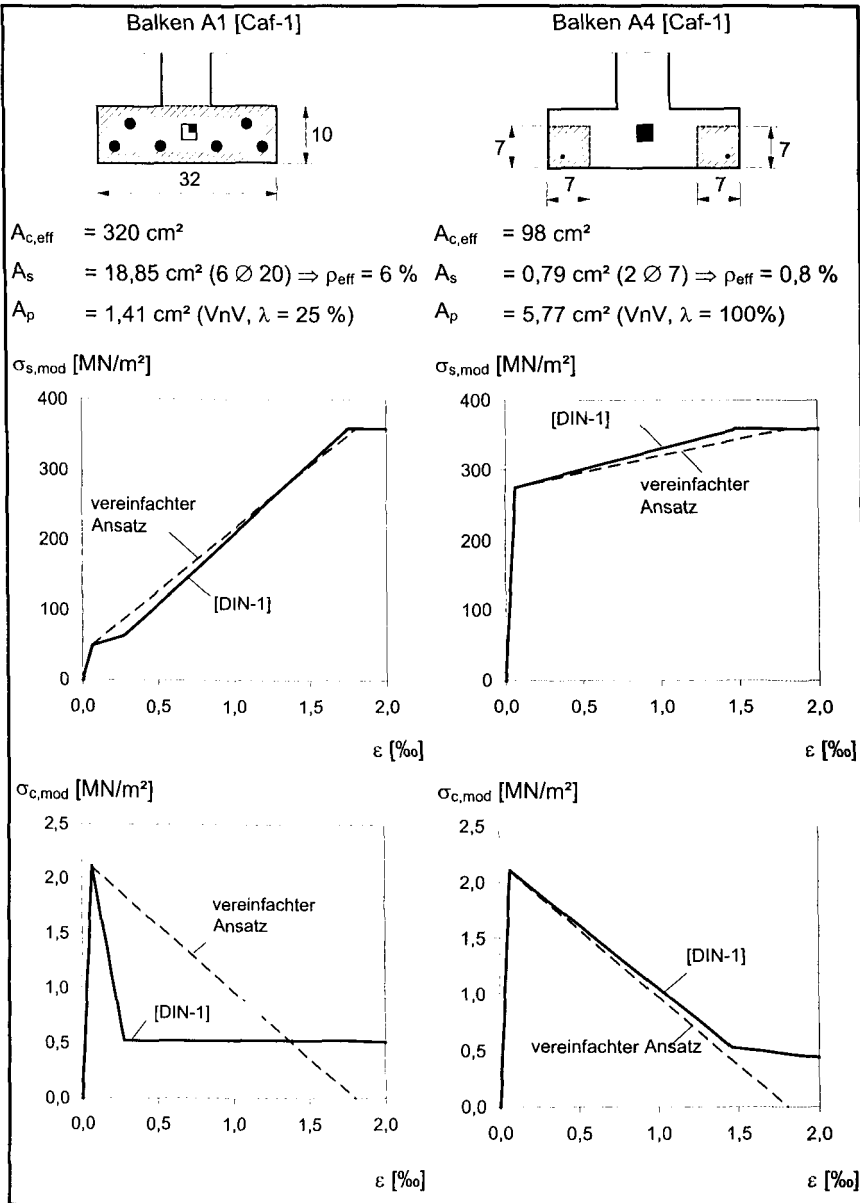 Balken A1 [Caf-1]
10
32
A_c,eff = 320 cm²
A_s = 18,85 cm² (6 ∅ 20) ⇒ ρ_eff = 6 %
A_p = 1,41 cm² (VnV, λ = 25 %)
Balken A4 [Caf-1]
7
7
7
7
A_c,eff = 98 cm²
A_s = 0,79 cm² (2 ∅ 7) ⇒ ρ_eff = 0,8 %
A_p = 5,77 cm² (VnV, λ = 100%)
σ_s,mod [MN/m²]
400
300
200
100
0
vereinfachter
Ansatz
[DIN-1]
0,0 0,5 1,0 1,5 2,0
ε [‰]
σ_s,mod [MN/m²]
400
300
200
100
0
[DIN-1]
vereinfachter
Ansatz
0,0 0,5 1,0 1,5 2,0
ε [‰]
σ_c,mod [MN/m²]
2,5
2,0
1,5
1,0
0,5
0,0
vereinfachter
Ansatz
[DIN-1]
0,0 0,5 1,0 1,5 2,0
ε [‰]
σ_c,mod [MN/m²]
2,5
2,0
1,5
1,0
0,5
0,0
[DIN-1]
vereinfachter Ansatz
0,0 0,5 1,0 1,5 2,0
ε [‰]